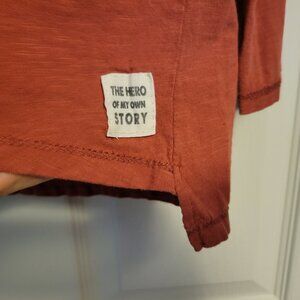 THE HERO
OF MY OWN
STORY